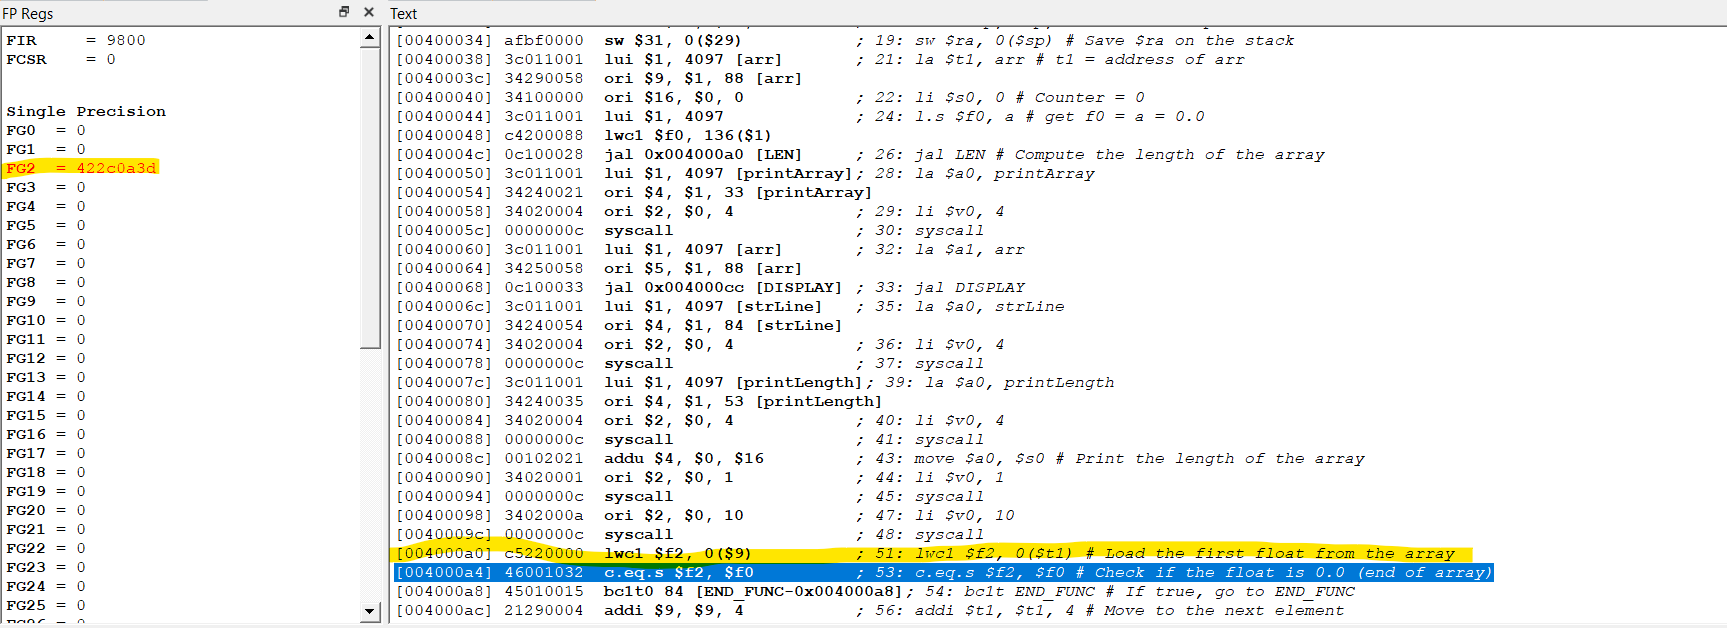 FP Regs
FIR     = 9800
FCSR    = 0
Single Precision
FG0  = 0
FG1  = 0
FG2  = 422c0a3d
FG3  = 0
FG4  = 0
FG5  = 0
FG6  = 0
FG7  = 0
FG8  = 0
FG9  = 0
FG10 = 0
FG11 = 0
FG12 = 0
FG13 = 0
FG14 = 0
FG15 = 0
FG16 = 0
FG17 = 0
FG18 = 0
FG19 = 0
FG20 = 0
FG21 = 0
FG22 = 0
FG23 = 0
FG24 = 0
FG25 = 0
Text
[00400034] afbf0000  sw $31, 0($29)           ; 19: sw $ra, 0($sp) # Save $ra on the stack
[00400038] 3c011001  lui $1, 4097 [arr]       ; 21: la $t1, arr # t1 = address of arr
[0040003c] 34290058  ori $9, $1, 88 [arr]
[00400040] 34100000  ori $16, $0, 0           ; 22: li $s0, 0 # Counter = 0
[00400044] 3c011001  lui $1, 4097             ; 24: l.s $f0, a # get f0 = a = 0.0
[00400048] c4200088  lwc1 $f0, 136($1)
[0040004c] 0c100028  jal 0x004000a0 [LEN]     ; 26: jal LEN # Compute the length of the array
[00400050] 3c011001  lui $1, 4097 [printArray]; 28: la $a0, printArray
[00400054] 34240021  ori $4, $1, 33 [printArray]
[00400058] 34020004  ori $2, $0, 4            ; 29: li $v0, 4
[0040005c] 0000000c  syscall                  ; 30: syscall
[00400060] 3c011001  lui $1, 4097 [arr]       ; 32: la $a1, arr
[00400064] 34250058  ori $5, $1, 88 [arr]
[00400068] 0c100033  jal 0x004000cc [DISPLAY] ; 33: jal DISPLAY
[0040006c] 3c011001  lui $1, 4097 [strLine]   ; 35: la $a0, strLine
[00400070] 34240054  ori $4, $1, 84 [strLine]
[00400074] 34020004  ori $2, $0, 4            ; 36: li $v0, 4
[00400078] 0000000c  syscall                  ; 37: syscall
[0040007c] 3c011001  lui $1, 4097 [printLength]; 39: la $a0, printLength
[00400080] 34240035  ori $4, $1, 53 [printLength]
[00400084] 34020004  ori $2, $0, 4            ; 40: li $v0, 4
[00400088] 0000000c  syscall                  ; 41: syscall
[0040008c] 00102021  addu $4, $0, $16         ; 43: move $a0, $s0 # Print the length of the array
[00400090] 34020001  ori $2, $0, 1            ; 44: li $v0, 1
[00400094] 0000000c  syscall                  ; 45: syscall
[00400098] 3402000a  ori $2, $0, 10           ; 47: li $v0, 10
[0040009c] 0000000c  syscall                  ; 48: syscall
[004000a0] c5220000  lwc1 $f2, 0($9)          ; 51: lwc1 $f2, 0($t1) # Load the first float from the array
[004000a4] 46001032  c.eq.s $f2, $f0          ; 53: c.eq.s $f2, $f0 # Check if the float is 0.0 (end of array)
[004000a8] 45010015  bc1t0 84 [END_FUNC-0x004000a8]; 54: bc1t END_FUNC # If true, go to END_FUNC
[004000ac] 21290004  addi $9, $9, 4           ; 56: addi $t1, $t1, 4 # Move to the next element